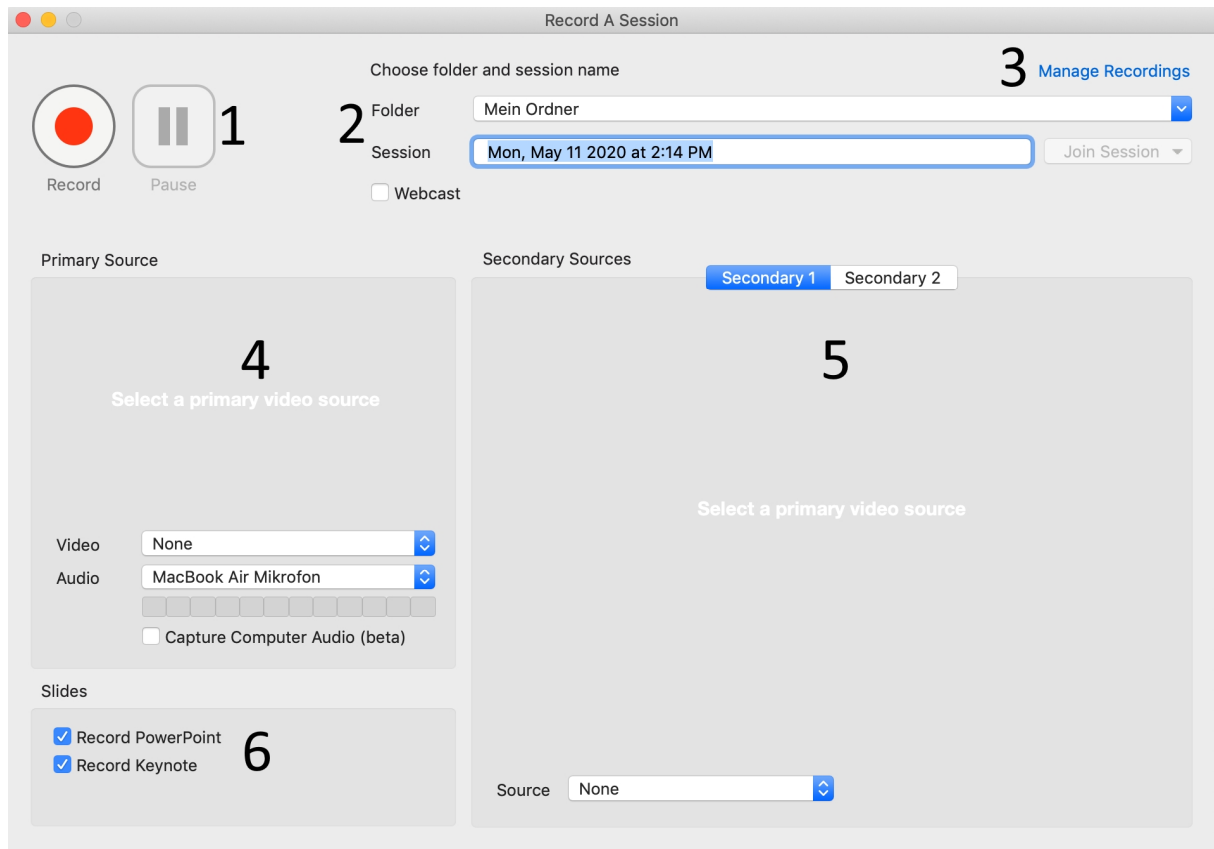 Record A Session
Choose folder and session name
3 Manage Recordings
1
2 Folder Mein Ordner
Session Mon, May 11 2020 at 2:14 PM Join Session
Record Pause
Webcast
Primary Source
Secondary Sources
Secondary 1 Secondary 2
4
Select a primary video source
5
Select a primary video source
Video None
Audio MacBook Air Mikrofon
Capture Computer Audio (beta)
Slides
Record PowerPoint
Record Keynote
6
Source None